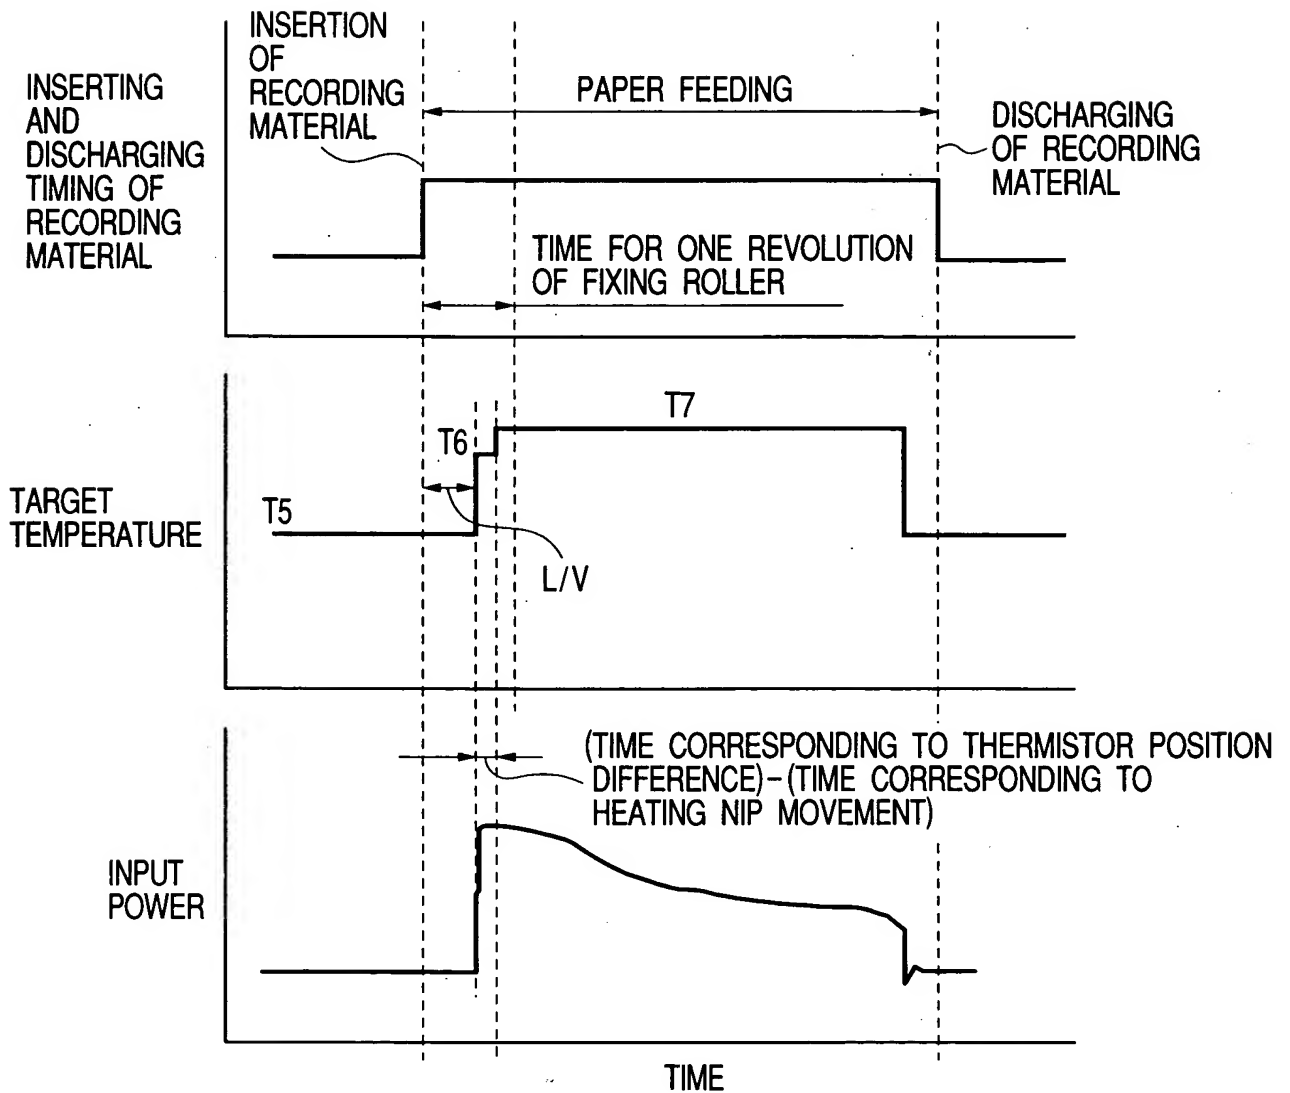 INSERTION
OF
RECORDING
MATERIAL
INSERTING
AND
DISCHARGING
TIMING OF
RECORDING
MATERIAL
PAPER FEEDING
DISCHARGING
OF RECORDING
MATERIAL
TIME FOR ONE REVOLUTION
OF FIXING ROLLER
TARGET
TEMPERATURE
T5
T6
T7
L/V
(TIME CORRESPONDING TO THERMISTOR POSITION
DIFFERENCE)-(TIME CORRESPONDING TO
HEATING NIP MOVEMENT)
INPUT
POWER
TIME